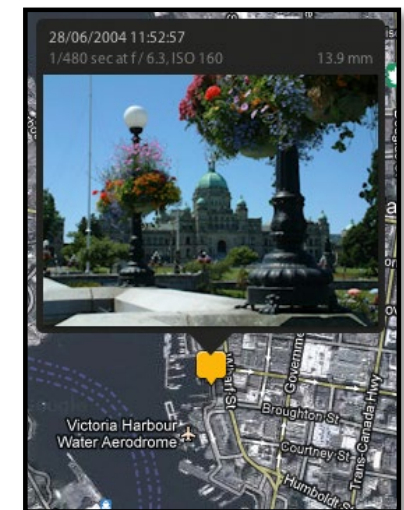 28/06/2004 11:52:57
1/480 sec at f / 6.3, ISO 160 13.9 mm
Wharf St
Government
Broughton St
Victoria Harbour
Water Aerodrome
Courtney St
Trans-Canada Hwy
Humboldt St